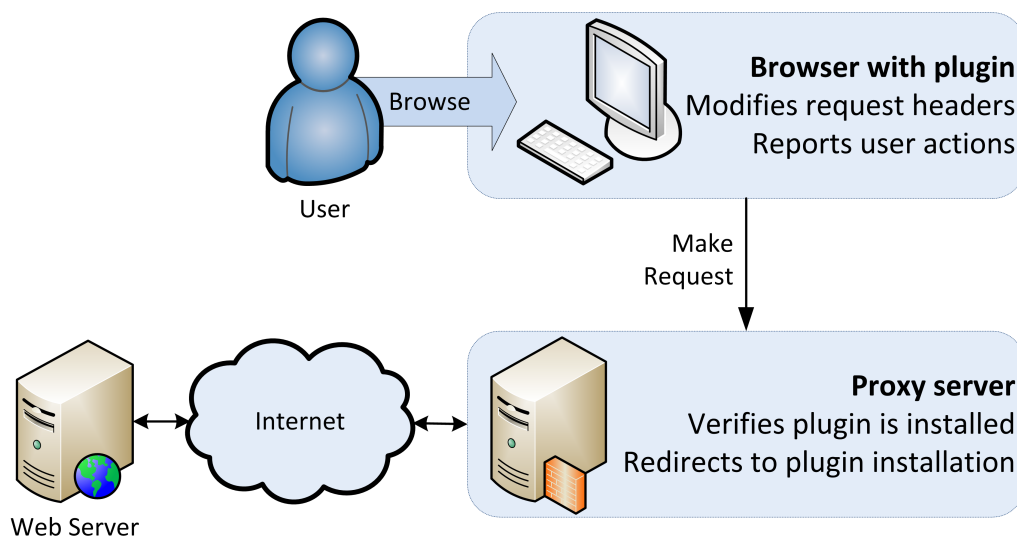 Browse
User
Browser with plugin
Modifies request headers
Reports user actions
Make
Request
Proxy server
Verifies plugin is installed
Redirects to plugin installation
Internet
Web Server